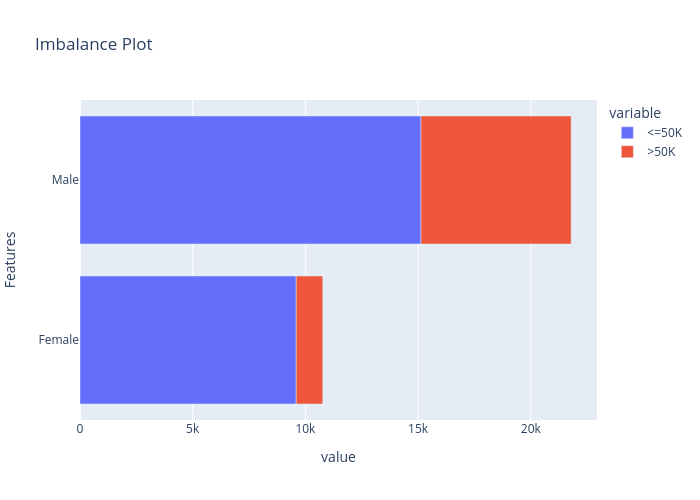 Imbalance Plot
variable
<=50K
>50K
Features
Male
Female
0
5k
10k
15k
20k
value